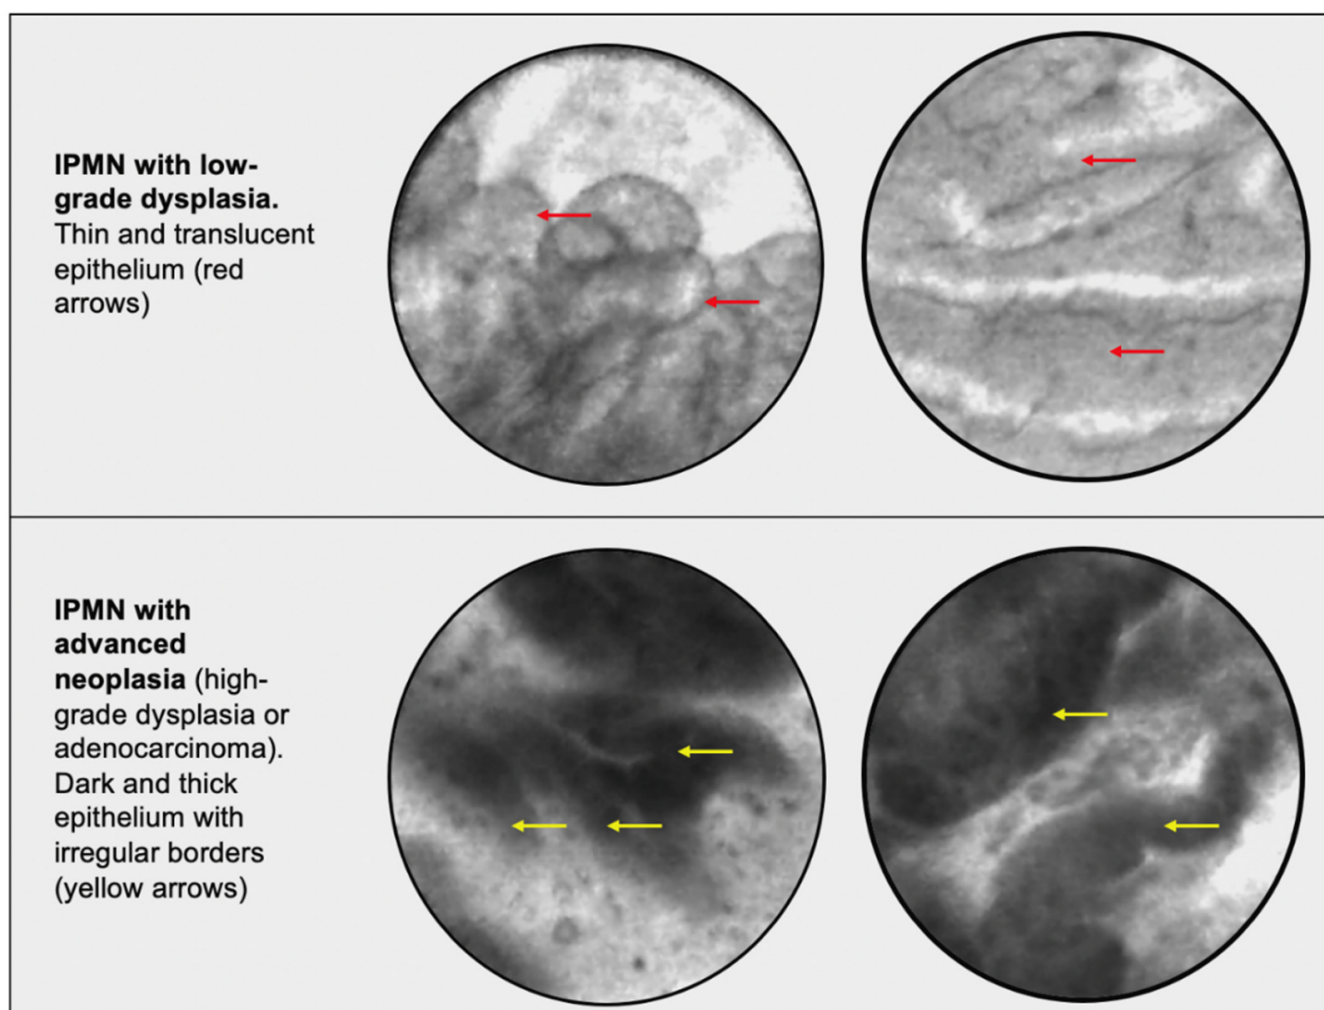 IPMN with low-
grade dysplasia.
Thin and translucent
epithelium (red
arrows)
IPMN with
advanced
neoplasia (high-
grade dysplasia or
adenocarcinoma).
Dark and thick
epithelium with
irregular borders
(yellow arrows)